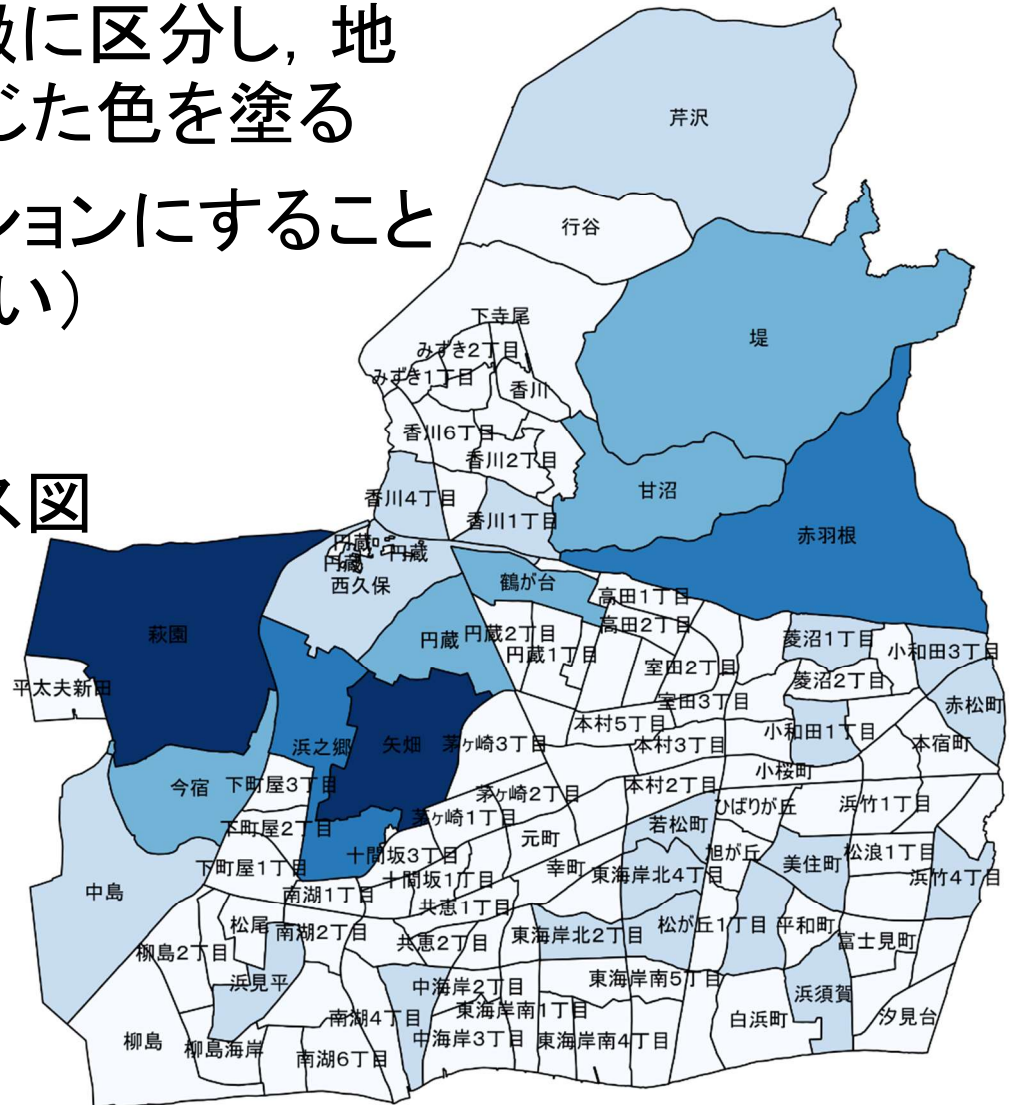 級に区分し，地
じた色を塗る
ションにすること
い）
ス図
芹沢
行谷
堤
下寺尾
みずき2丁目
みずき1丁目
香川
香川6丁目
香川2丁目
香川4丁目
甘沼
香川1丁目
赤羽根
円蔵
円蔵
円蔵
西久保
鶴が台
高田1丁目
高田2丁目
萩園
円蔵
円蔵2丁目
円蔵1丁目
菱沼1丁目
小和田3丁目
室田2丁目
菱沼2丁目
平太夫新田
室田3丁目
赤松町
本村5丁目
小和田1丁目
浜之郷
矢畑
茅ヶ崎3丁目
本村3丁目
本宿町
小桜町
今宿
下町屋3丁目
茅ヶ崎2丁目
本村2丁目
ひばりが丘
浜竹1丁目
茅ヶ崎1丁目
下町屋2丁目
元町
若松町
十間坂3丁目
旭が丘
松浪1丁目
下町屋1丁目
幸町
美住町
十間坂1丁目
東海岸北4丁目
浜竹4丁目
中島
南湖1丁目
共恵1丁目
松尾
南湖2丁目
松が丘1丁目
平和町
共恵2丁目
東海岸北2丁目
富士見町
柳島2丁目
浜見平
中海岸2丁目
東海岸南5丁目
浜須賀
東海岸南1丁目
南湖4丁目
白浜町
汐見台
柳島
柳島海岸
中海岸3丁目
東海岸南4丁目
南湖6丁目